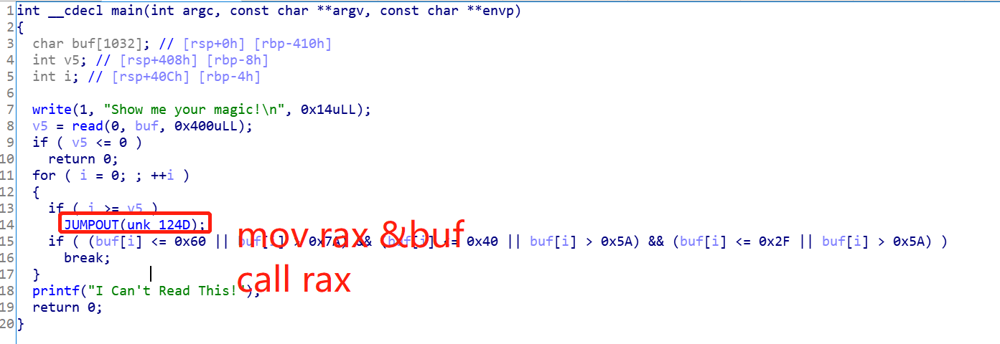 1 int __cdecl main(int argc, const char **argv, const char **envp)
2 {
3 char buf[1032]; // [rsp+0h] [rbp-410h]
4 int v5; // [rsp+408h] [rbp-8h]
5 int i; // [rsp+40Ch] [rbp-4h]
6
7 write(1, "Show me your magic!\n", 0x14uLL);
8 v5 = read(0, buf, 0x400uLL);
9 if ( v5 <= 0 )
10 return 0;
11 for ( i = 0; ; ++i )
12 {
13 if ( i >= v5 )
14 JUMPOUT(unk_124D);
mov rax &buf
15 if ( (buf[i] <= 0x60 || buf[i] > 0x7A) && (buf[i] <= 0x40 || buf[i] > 0x5A) && (buf[i] <= 0x2F || buf[i] > 0x5A) )
16 break;
17 }
call rax
18 printf("I Can't Read This!");
19 return 0;
20 }